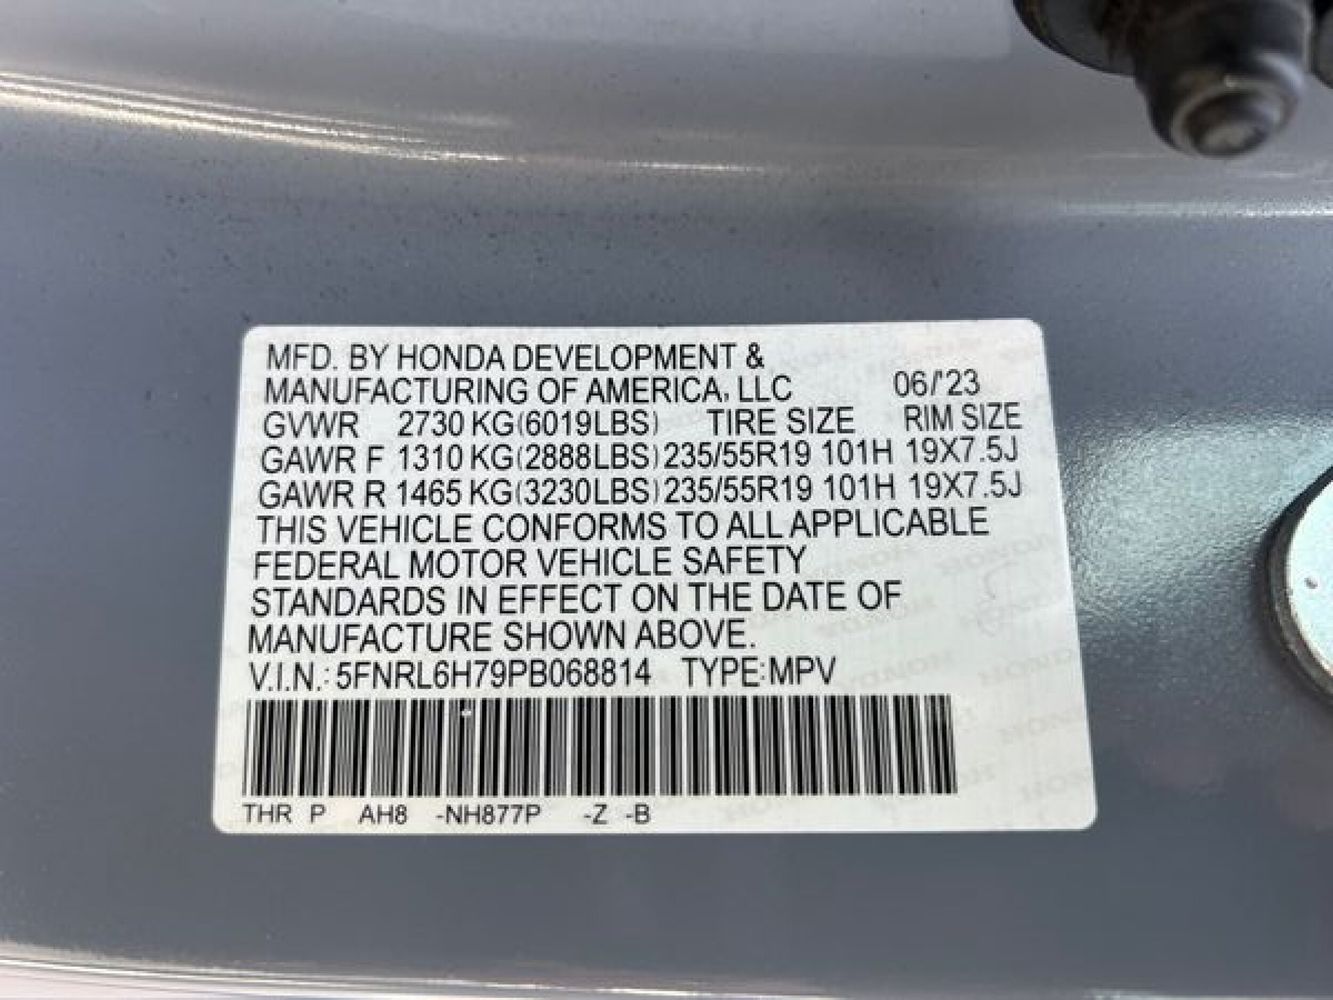 MFD. BY HONDA DEVELOPMENT &
MANUFACTURING OF AMERICA, LLC 06/'23
GVWR 2730 KG(6019LBS) TIRE SIZE RIM SIZE
GAWR F 1310 KG(2888LBS) 235/55R19 101H 19X7.5J
GAWR R 1465 KG(3230LBS) 235/55R19 101H 19X7.5J
THIS VEHICLE CONFORMS TO ALL APPLICABLE
FEDERAL MOTOR VEHICLE SAFETY
STANDARDS IN EFFECT ON THE DATE OF
MANUFACTURE SHOWN ABOVE.
V.I.N.: 5FNRL6H79PB068814 TYPE:MPV
THR P AH8 -NH877P -Z -B